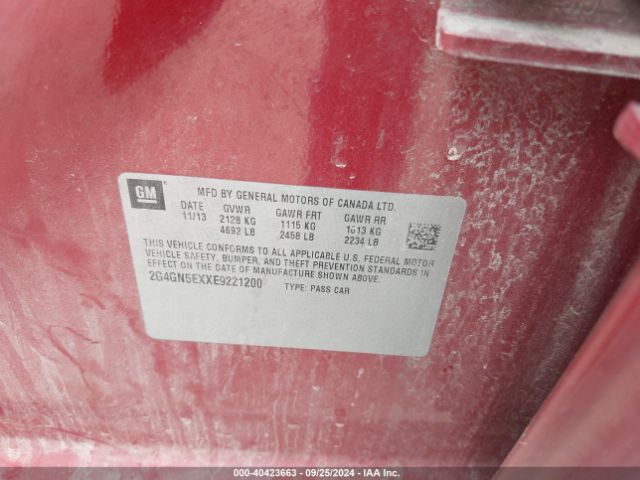 GM
MFD BY GENERAL MOTORS OF CANADA LTD.
DATE GVWR GAWR FRT GAWR RR
11/13 2128 KG 1115 KG 1013 KG
4692 LB 2458 LB 2234 LB
THIS VEHICLE CONFORMS TO ALL APPLICABLE U.S. FEDERAL MOTOR
VEHICLE SAFETY, BUMPER, AND THEFT PREVENTION STANDARDS IN
EFFECT ON THE DATE OF MANUFACTURE SHOWN ABOVE.
2G4GN5EXXE9221200 TYPE: PASS CAR
000-40423663 - 09/25/2024 - IAA Inc.